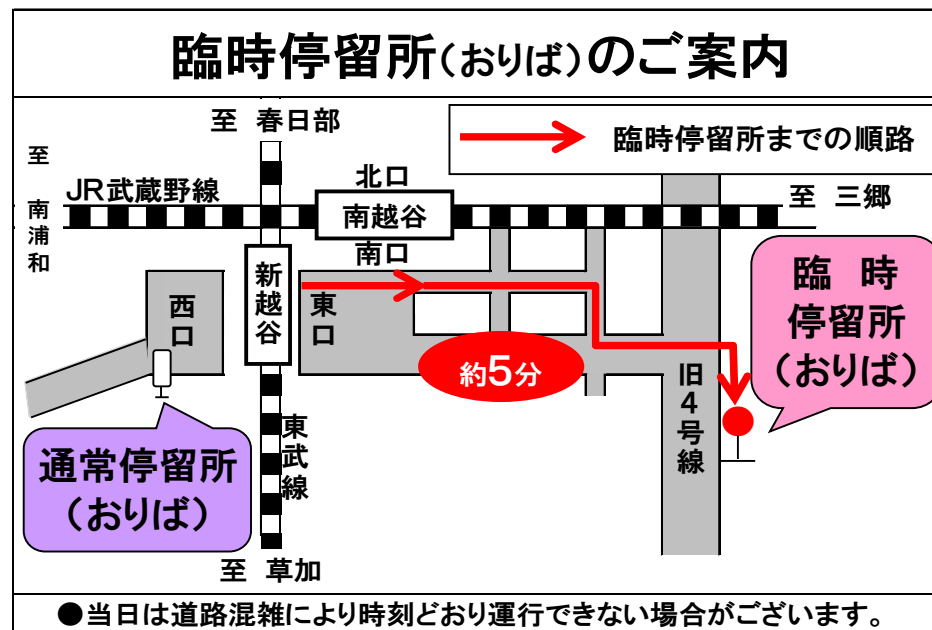 臨時停留所(おりば)のご案内
至 春日部
臨時停留所までの順路
至 南浦和
JR武蔵野線
北口
南越谷
南口
至 三郷
西口
新越谷
東口
臨 時
停留所
(おりば)
約5分
旧4号線
通常停留所
(おりば)
東武線
至 草加
●当日は道路混雑により時刻どおり運行できない場合がございます。